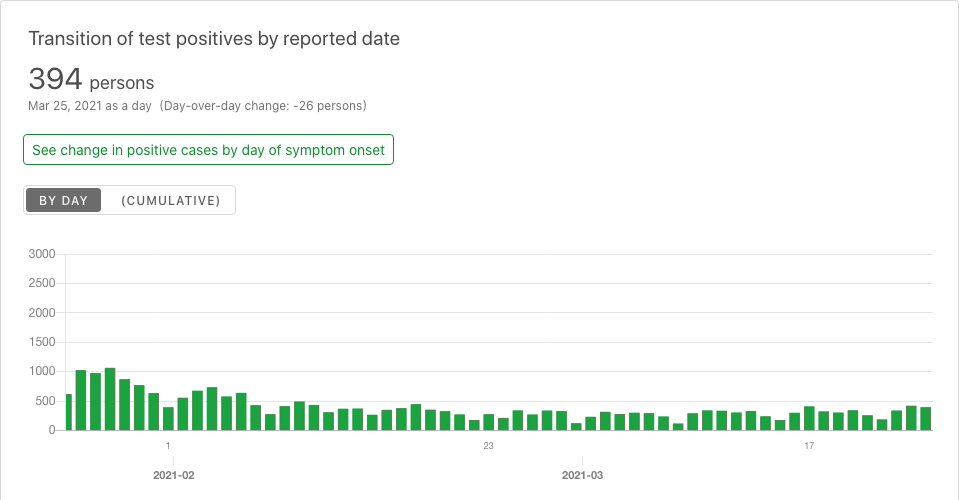 Transition of test positives by reported date
394 persons
Mar 25, 2021 as a day (Day-over-day change: -26 persons)
See change in positive cases by day of symptom onset
BY DAY (CUMULATIVE)
3000
2500
2000
1500
1000
500
0
1 23 17
2021-02 2021-03